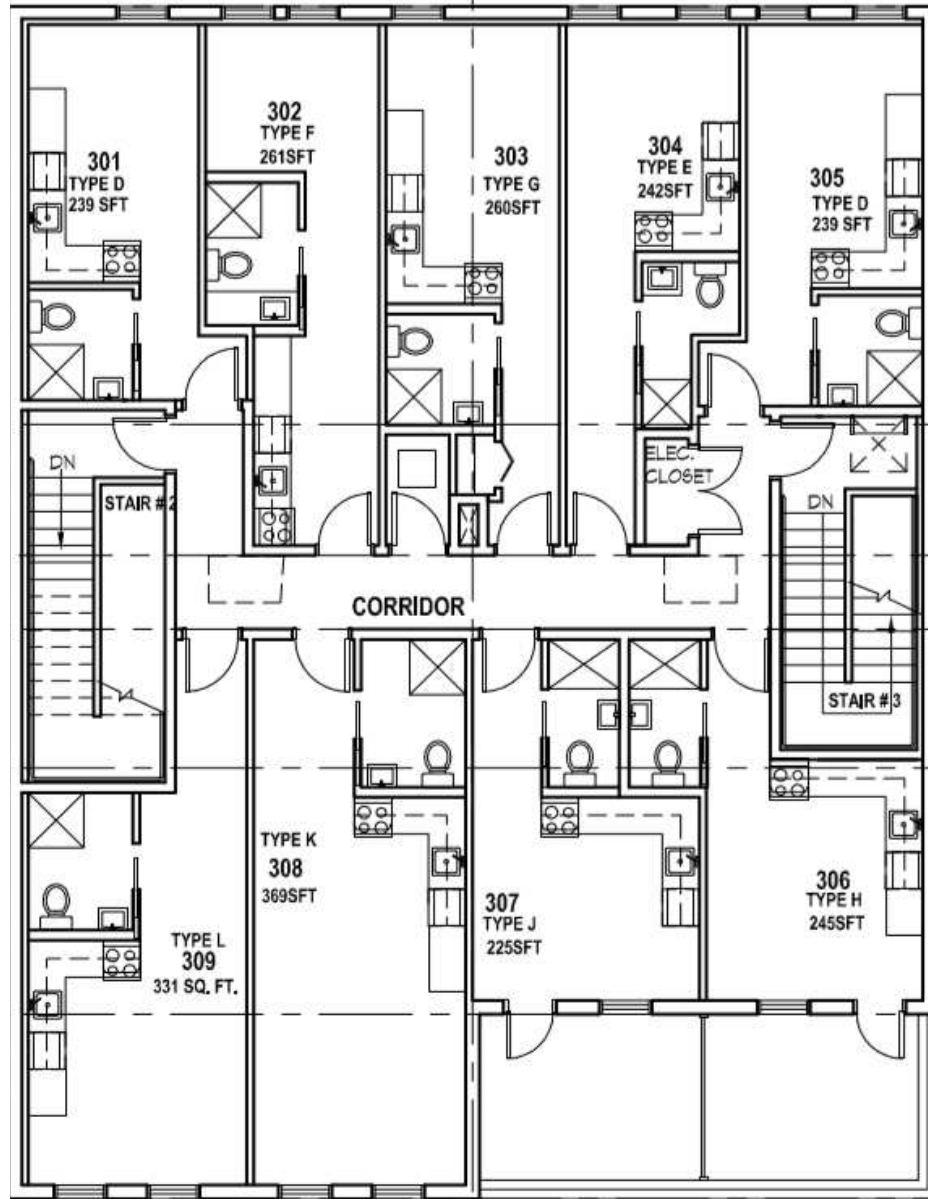 301
TYPE D
239 SFT
302
TYPE F
261SFT
303
TYPE G
260SFT
304
TYPE E
242SFT
305
TYPE D
239 SFT
DN
STAIR # 2
ELEC.
CLOSET
DN
STAIR # 3
CORRIDOR
TYPE L
309
331 SQ. FT.
TYPE K
308
369SFT
307
TYPE J
225SFT
306
TYPE H
245SFT